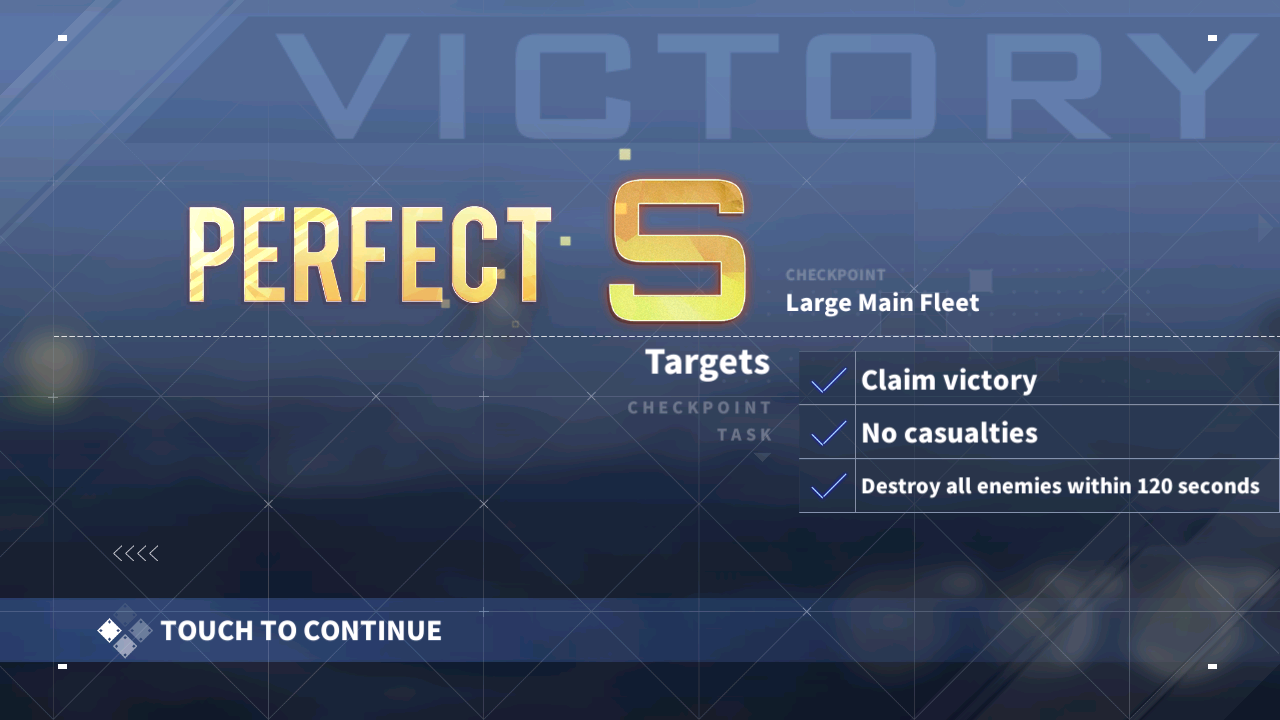 VICTORY
PERFECT S
CHECKPOINT
Large Main Fleet
Targets
CHECKPOINT
TASK
Claim victory
No casualties
Destroy all enemies within 120 seconds
TOUCH TO CONTINUE